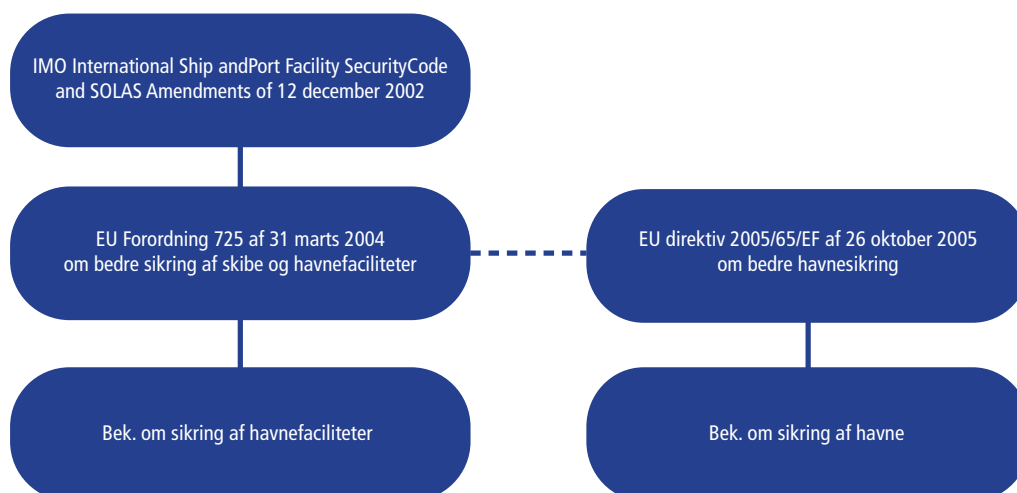 IMO International Ship andPort Facility SecurityCode
and SOLAS Amendments of 12 december 2002
EU Forordning 725 af 31 marts 2004
om bedre sikring af skibe og havnefaciliteter
EU direktiv 2005/65/EF af 26 oktober 2005
om bedre havnesikring
Bek. om sikring af havnefaciliteter
Bek. om sikring af havne